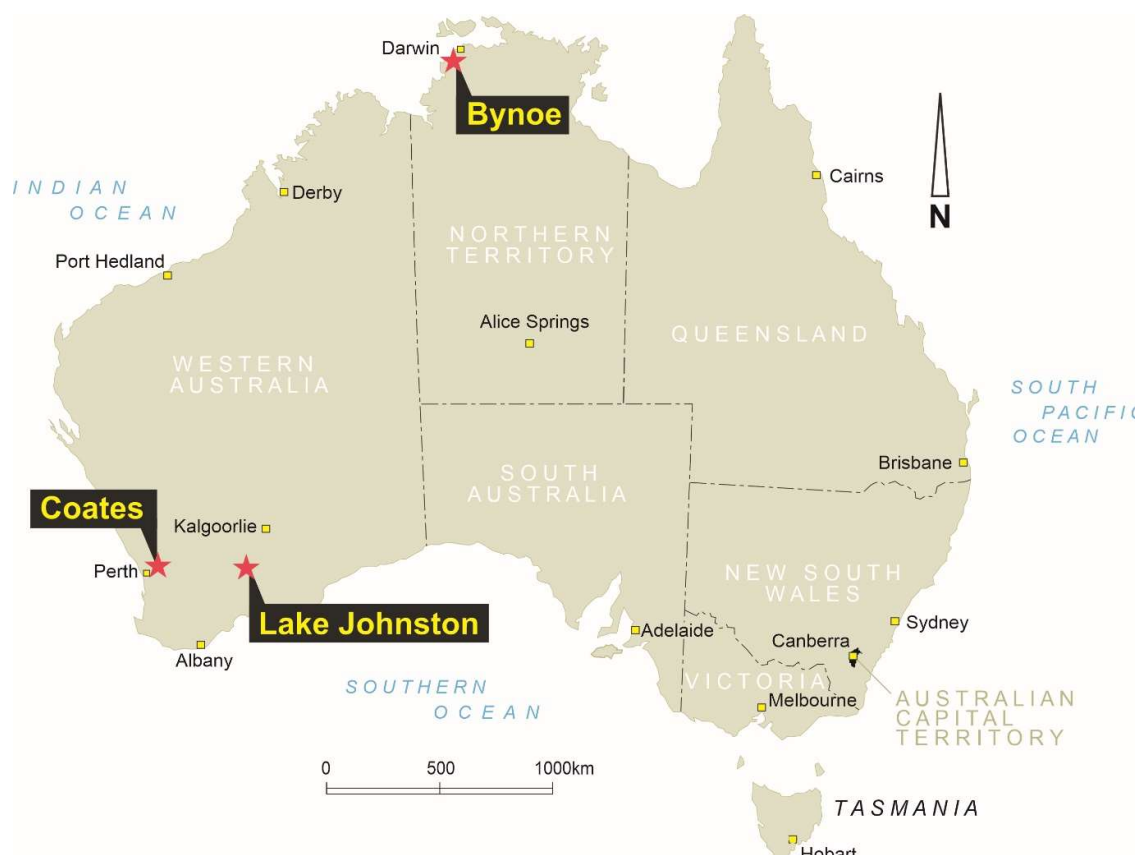 Darwin
Bynoe
Cairns
Derby
INDIAN
OCEAN
N
NORTHERN
TERRITORY
Port Hedland
Alice Springs
QUEENSLAND
WESTERN
AUSTRALIA
SOUTH
PACIFIC
OCEAN
Brisbane
SOUTH
AUSTRALIA
Coates
Kalgoorlie
Perth
NEW SOUTH
WALES
Lake Johnston
Adelaide
Sydney
Canberra
Albany
SOUTHERN
OCEAN
VICTORIA
Melbourne
AUSTRALIAN
CAPITAL
TERRITORY
0 500 1000km
TASMANIA
Hobart